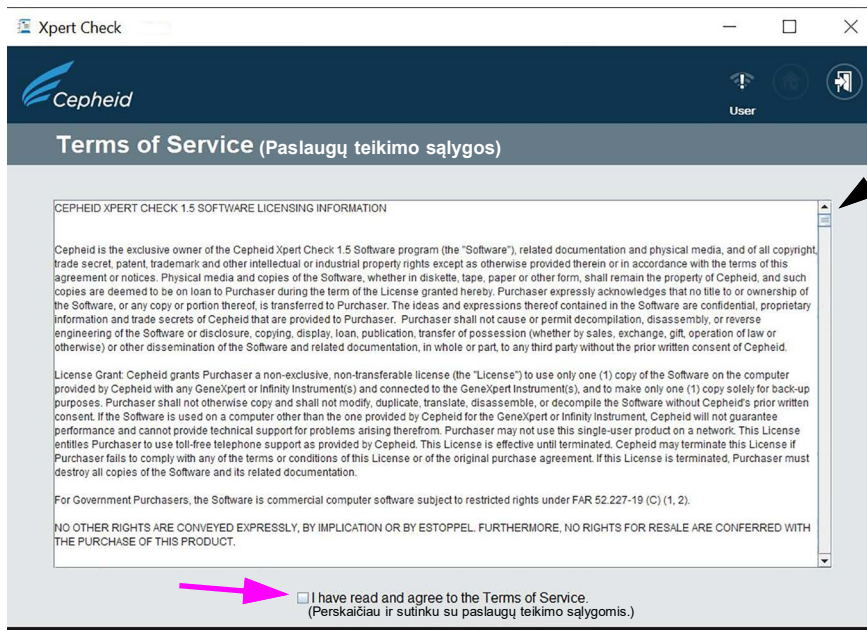 Xpert Check
Cepheid
User
Terms of Service (Paslaugų teikimo sąlygos)
CEPHEID XPERT CHECK 1.5 SOFTWARE LICENSING INFORMATION
Cepheid is the exclusive owner of the Cepheid Xpert Check 1.5 Software program (the "Software"), related documentation and physical media, and of all copyright,
trade secret, patent, trademark and other intellectual or industrial property rights except as otherwise provided therein or in accordance with the terms of this
agreement or notices. Physical media and copies of the Software, whether in diskette, tape, paper or other form, shall remain the property of Cepheid, and such
copies are deemed to be on loan to Purchaser during the term of the License granted hereby. Purchaser expressly acknowledges that no title to or ownership of
the Software, or any copy or portion thereof, is transferred to Purchaser. The ideas and expressions thereof contained in the Software are confidential, proprietary
information and trade secrets of Cepheid that are provided to Purchaser. Purchaser shall not cause or permit decompilation, disassembly, or reverse
engineering of the Software or disclosure, copying, display, loan, publication, transfer of possession (whether by sales, exchange, gift, operation of law or
otherwise) or other dissemination of the Software and related documentation, in whole or part, to any third party without the prior written consent of Cepheid.
License Grant: Cepheid grants Purchaser a non-exclusive, non-transferable license (the "License") to use only one (1) copy of the Software on the computer
provided by Cepheid with any GeneXpert or Infinity Instrument(s) and connected to the GeneXpert Instrument(s), and to make only one (1) copy solely for back-up
purposes. Purchaser shall not otherwise copy and shall not modify, duplicate, translate, disassemble, or decompile the Software without Cepheid's prior written
consent. If the Software is used on a computer other than the one provided by Cepheid for the GeneXpert or Infinity Instrument, Cepheid will not guarantee
performance and cannot provide technical support for problems arising therefrom. Purchaser may not use this single-user product on a network. This License
entitles Purchaser to use toll-free telephone support as provided by Cepheid. This License is effective until terminated. Cepheid may terminate this License if
Purchaser fails to comply with any of the terms or conditions of this License or of the original purchase agreement. If this License is terminated, Purchaser must
destroy all copies of the Software and its related documentation.
For Government Purchasers, the Software is commercial computer software subject to restricted rights under FAR 52.227-19 (C) (1, 2).
NO OTHER RIGHTS ARE CONVEYED EXPRESSLY, BY IMPLICATION OR BY ESTOPPEL. FURTHERMORE, NO RIGHTS FOR RESALE ARE CONFERRED WITH
THE PURCHASE OF THIS PRODUCT.
I have read and agree to the Terms of Service.
(Perskaičiau ir sutinku su paslaugų teikimo sąlygomis.)